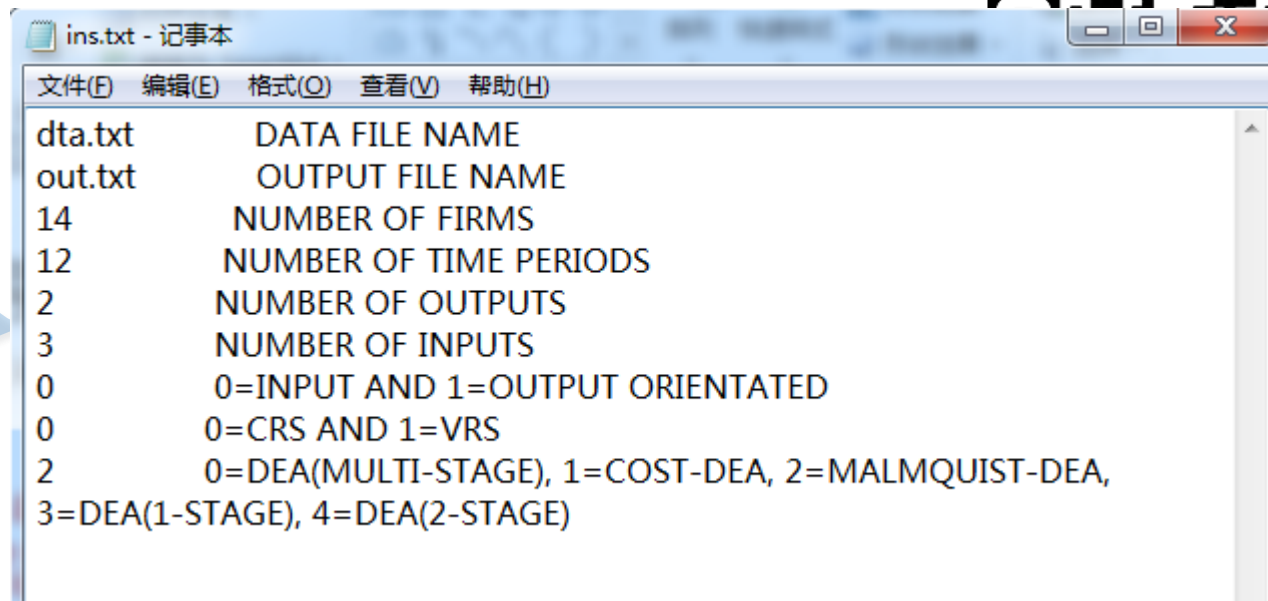 ins.txt - 记事本
文件(F) 编辑(E) 格式(O) 查看(V) 帮助(H)
dta.txt DATA FILE NAME
out.txt OUTPUT FILE NAME
14 NUMBER OF FIRMS
12 NUMBER OF TIME PERIODS
2 NUMBER OF OUTPUTS
3 NUMBER OF INPUTS
0 0=INPUT AND 1=OUTPUT ORIENTATED
0 0=CRS AND 1=VRS
2 0=DEA(MULTI-STAGE), 1=COST-DEA, 2=MALMQUIST-DEA,
3=DEA(1-STAGE), 4=DEA(2-STAGE)